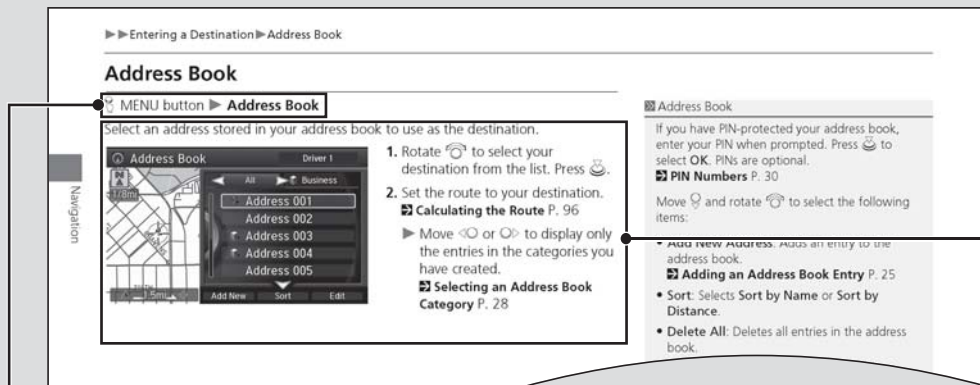 ▶▶Entering a Destination▶Address Book
Address Book
MENU button ▶ Address Book
Select an address stored in your address book to use as the destination.
Address Book
Driver 1
All
Business
N
1/8mi
Address 001
Address 002
Address 003
Address 004
Address 005
1.5mi
Add New
Sort
Edit
1. Rotate to select your
destination from the list. Press .
2. Set the route to your destination.
Calculating the Route P. 96
▶ Move or to display only
the entries in the categories you
have created.
Selecting an Address Book
Category P. 28
Navigation
Address Book
If you have PIN-protected your address book,
enter your PIN when prompted. Press to
select OK. PINs are optional.
PIN Numbers P. 30
Move and rotate to select the following
items:
• Add New Address: Adds an entry to the
address book.
Adding an Address Book Entry P. 25
• Sort: Selects Sort by Name or Sort by
Distance.
• Delete All: Deletes all entries in the address
book.